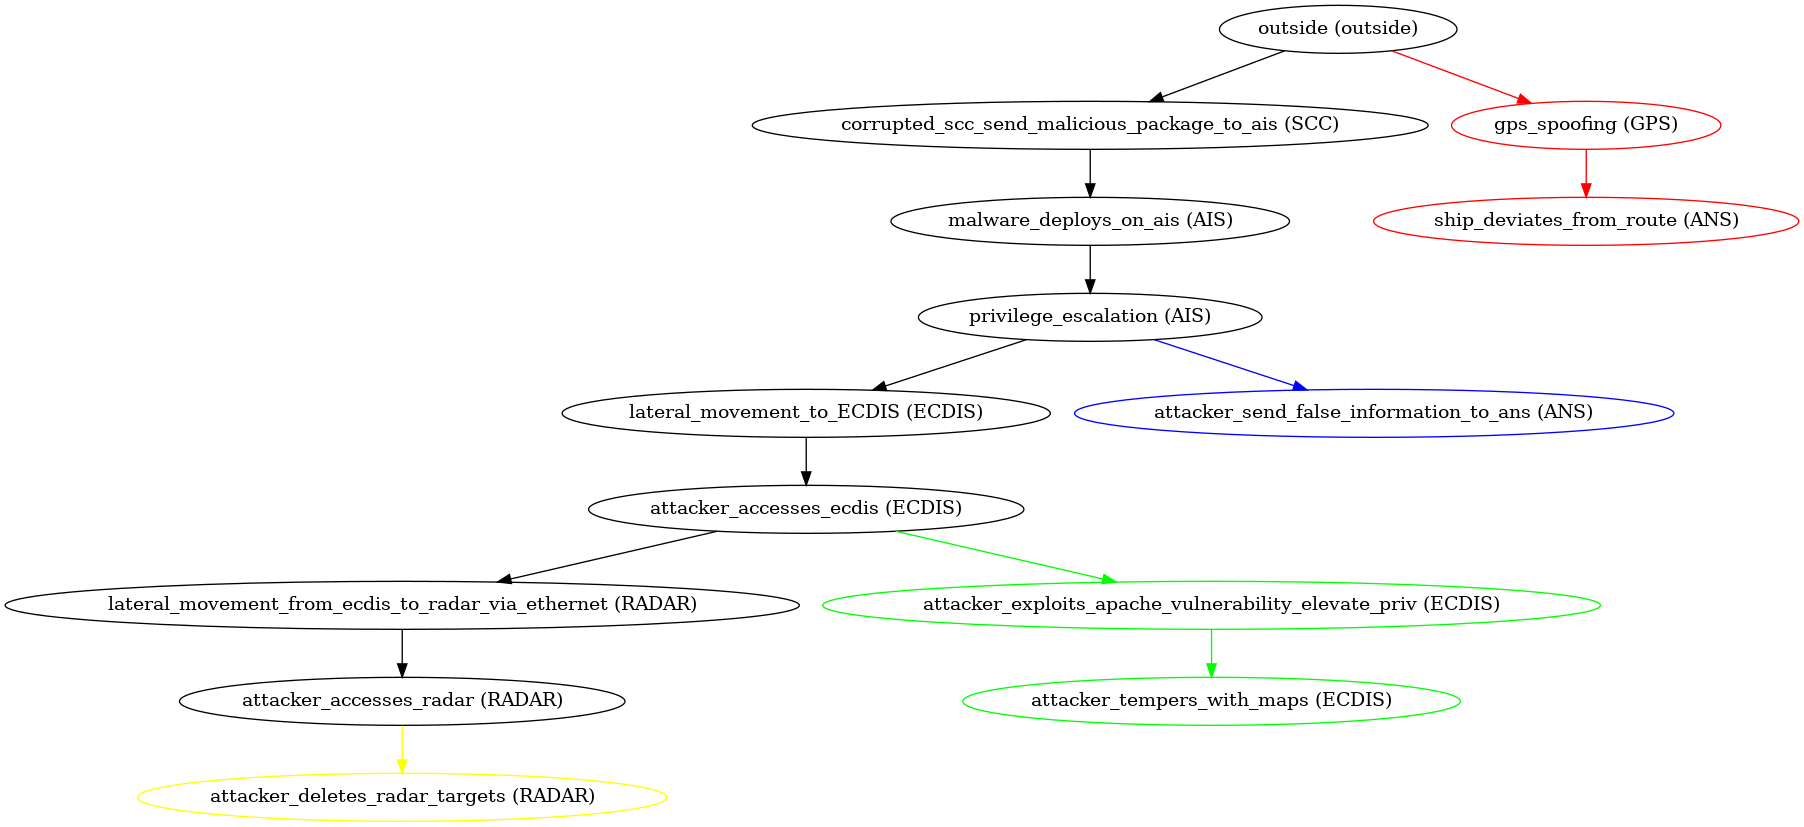 outside (outside)
corrupted_scc_send_malicious_package_to_ais (SCC)
gps_spoofing (GPS)
malware_deploys_on_ais (AIS)
ship_deviates_from_route (ANS)
privilege_escalation (AIS)
lateral_movement_to_ECDIS (ECDIS)
attacker_send_false_information_to_ans (ANS)
attacker_accesses_ecdis (ECDIS)
lateral_movement_from_ecdis_to_radar_via_ethernet (RADAR)
attacker_exploits_apache_vulnerability_elevate_priv (ECDIS)
attacker_accesses_radar (RADAR)
attacker_tempers_with_maps (ECDIS)
attacker_deletes_radar_targets (RADAR)